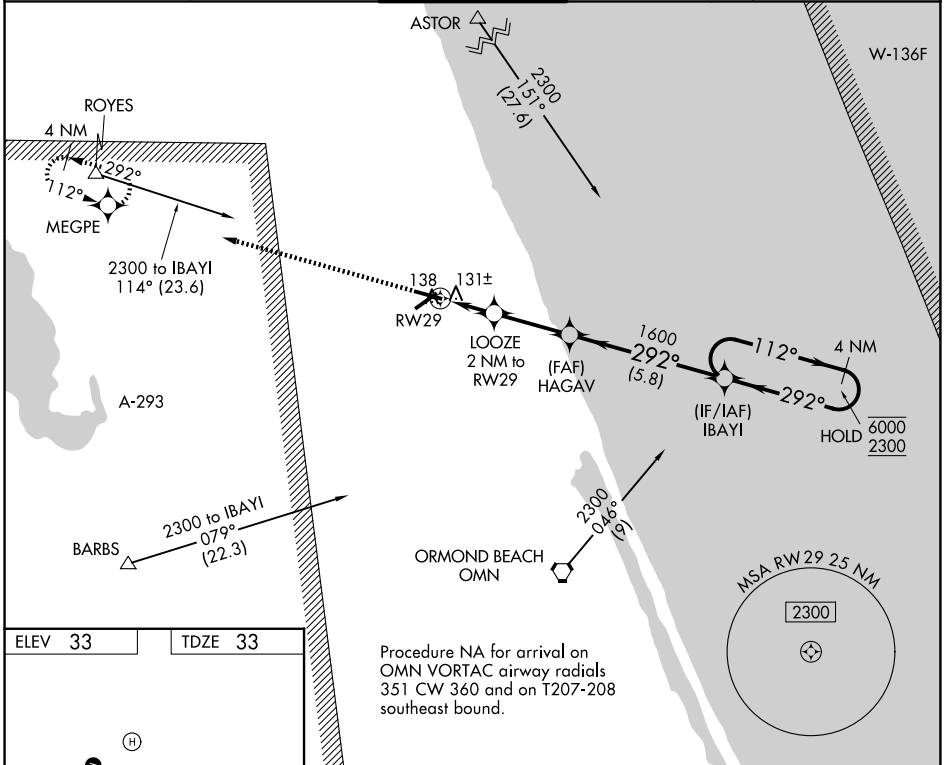 ASTOR
W-136F
2300
151°
(27.6)
ROYES
4 NM
292°
112°
MEGPE
2300 to IBAYI
114° (23.6)
138
131±
RW29
LOOZE
2 NM to
RW29
(FAF)
HAGAV
1600
292°
(5.8)
112°
4 NM
292°
(IF/IAF)
IBAYI
HOLD
6000
2300
A-293
2300 to IBAYI
079°
(22.3)
BARBS
2300
046°
(9)
ORMOND BEACH
OMN
MSA RW29 25 NM
2300
ELEV 33
TDZE 33
Procedure NA for arrival on
OMN VORTAC airway radials
351 CW 360 and on T207-208
southeast bound.
H